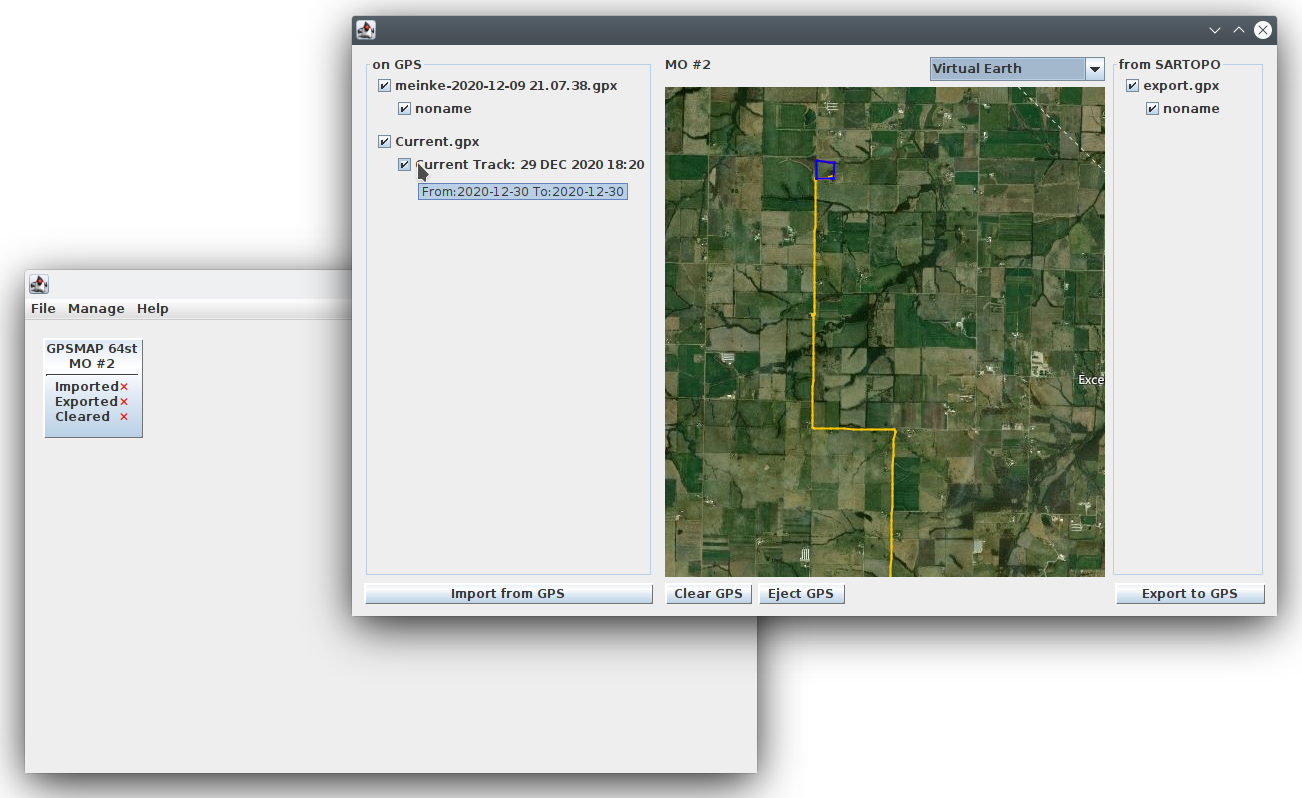 on GPS
meinke-2020-12-09 21.07.38.gpx
noname
Current.gpx
Current Track: 29 DEC 2020 18:20
From:2020-12-30 To:2020-12-30
Import from GPS
MO #2
Virtual Earth
Exce
Clear GPS
Eject GPS
from SARTOPO
export.gpx
noname
Export to GPS
File Manage Help
GPSMAP 64st
MO #2
Imported✕
Exported✕
Cleared ✕